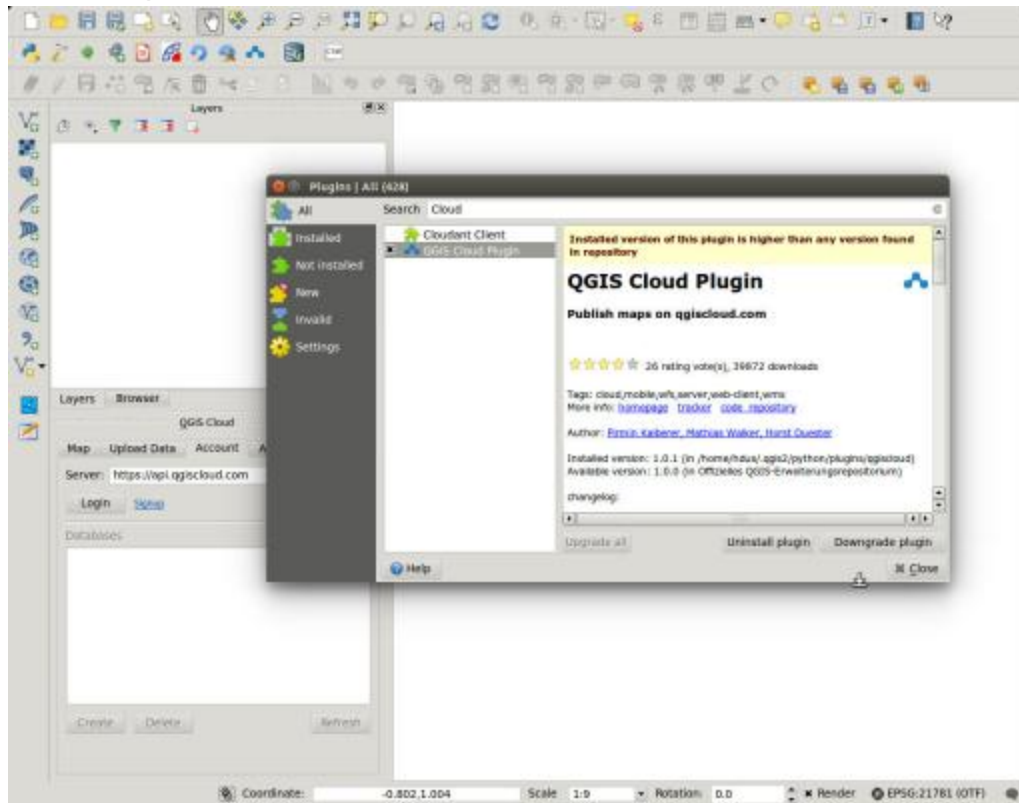 Layers
Plugins | All (428)
All
Search Cloud
Installed
Not installed
New
Invalid
Settings
Cloudant Client
QGIS Cloud Plugin
Installed version of this plugin is higher than any version found
in repository
QGIS Cloud Plugin
Publish maps on qgiscloud.com
26 rating vote(s), 39872 downloads
Tags: cloud,mobile,wfs,server,web-client,wms
More info: homepage tracker code_repository
Author: Pirmin Kalberer, Mathias Walker, Horst Duester
Installed version: 1.0.1 (in /home/hdus/.qgis2/python/plugins/qgiscloud)
Available version: 1.0.0 (in Offizielles QGIS-Erweiterungsrepositorium)
changelog:
Upgrade all
Uninstall plugin
Downgrade plugin
Help
Close
Layers Browser
QGIS Cloud
Map Upload Data Account A
Server: https://api.qgiscloud.com
Login Signup
Databases
Create Delete Refresh
Coordinate: -0.802,1.004 Scale 1:9 Rotation: 0.0 Render EPSG:21781 (OTF)